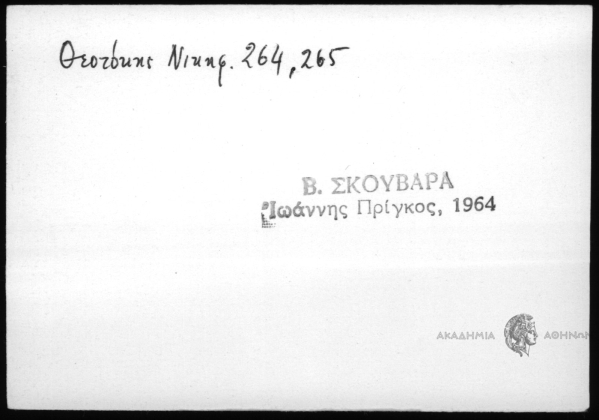 Θεοτόκης Νικηφ. 264, 265
Β. ΣΚΟΥΒΑΡΑ
Ἰωάννης Πρίγκος, 1964
ΑΚΑΔΗΜΙΑ ΑΘΗΝΩΝ